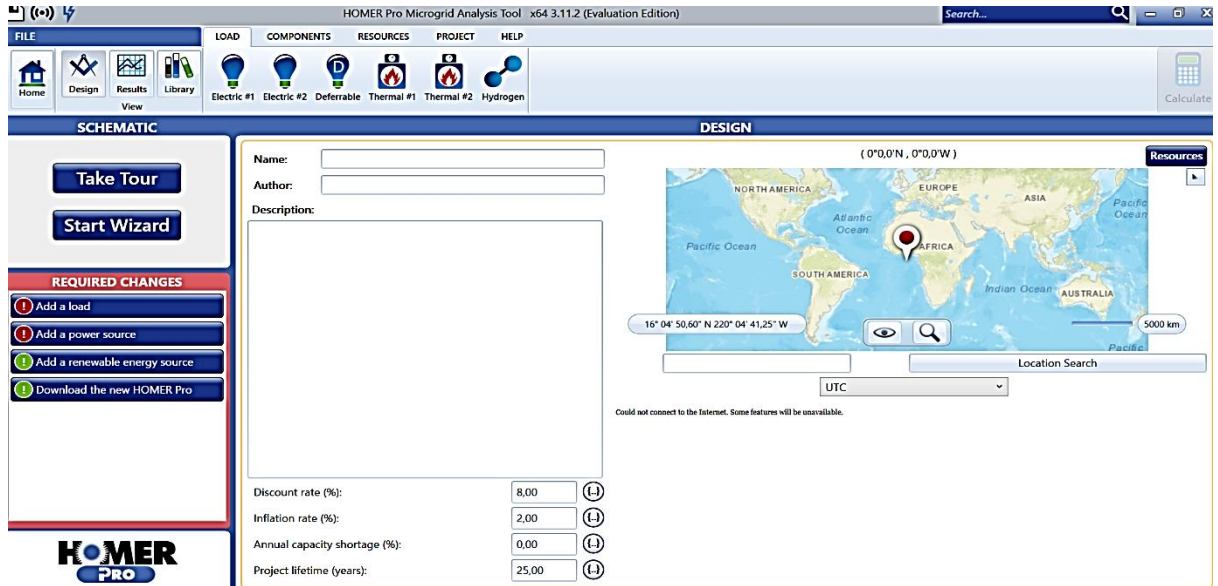 HOMER Pro Microgrid Analysis Tool x64 3.11.2 (Evaluation Edition)
Search...
FILE
LOAD COMPONENTS RESOURCES PROJECT HELP
Home
Design
Results
Library
View
Electric #1 Electric #2 Deferrable Thermal #1 Thermal #2 Hydrogen
D
Calculate
SCHEMATIC
Take Tour
Start Wizard
REQUIRED CHANGES
Add a load
Add a power source
Add a renewable energy source
Download the new HOMER Pro
HOMER
PRO
DESIGN
Name:
Author:
Description:
Discount rate (%): 8,00 {..}
Inflation rate (%): 2,00 {..}
Annual capacity shortage (%): 0,00 {..}
Project lifetime (years): 25,00 {..}
( 0°0,0'N , 0°0,0'W )
Resources
NORTH AMERICA
EUROPE
ASIA
Pacific
Ocean
Atlantic
Ocean
Pacific Ocean
AFRICA
SOUTH AMERICA
Indian Ocean
AUSTRALIA
16° 04' 50,60" N 220° 04' 41,25" W
5000 km
Pacific
Location Search
UTC
Could not connect to the Internet. Some features will be unavailable.